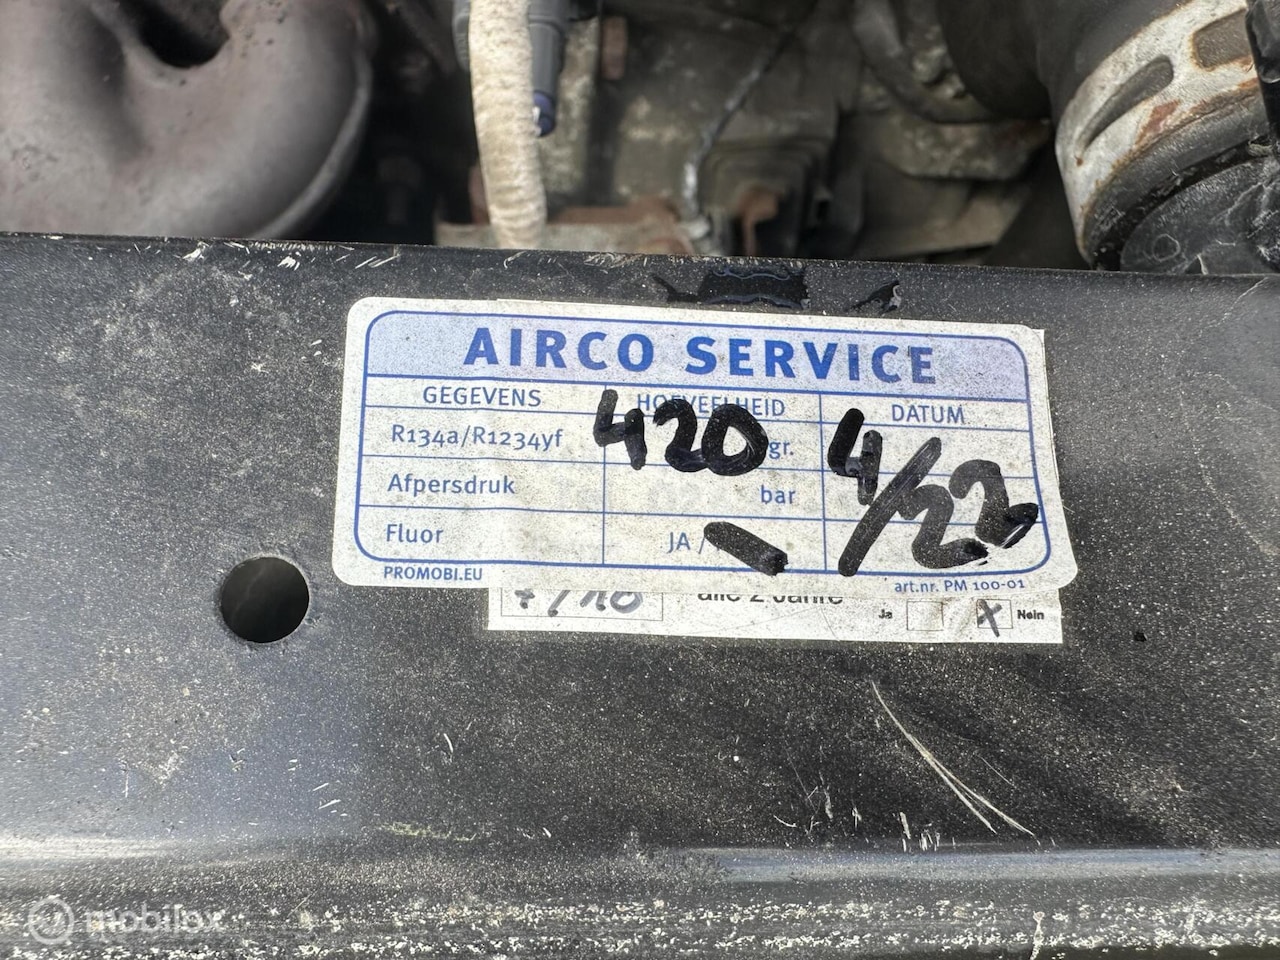 AIRCO SERVICE
GEGEVENS HOEVEELHEID DATUM
R134a/R1234yf 420 gr. 4/22
Afpersdruk bar
Fluor JA /
PROMOBI.EU art.nr. PM 100-01
alle 2 Jahre
Ja X Nein
mobilox